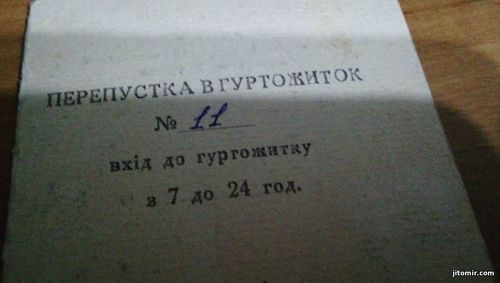 ПЕРЕПУСТКА В ГУРТОЖИТОК
№ 11
вхід до гуртожитку
в 7 до 24 год.
jitomir.com